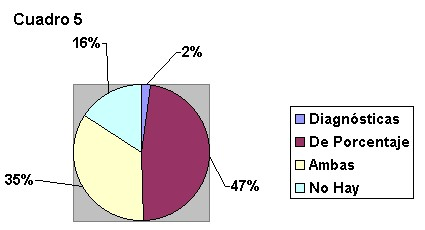 Cuadro 5
16%
2%
35%
47%
Diagnósticas
De Porcentaje
Ambas
No Hay